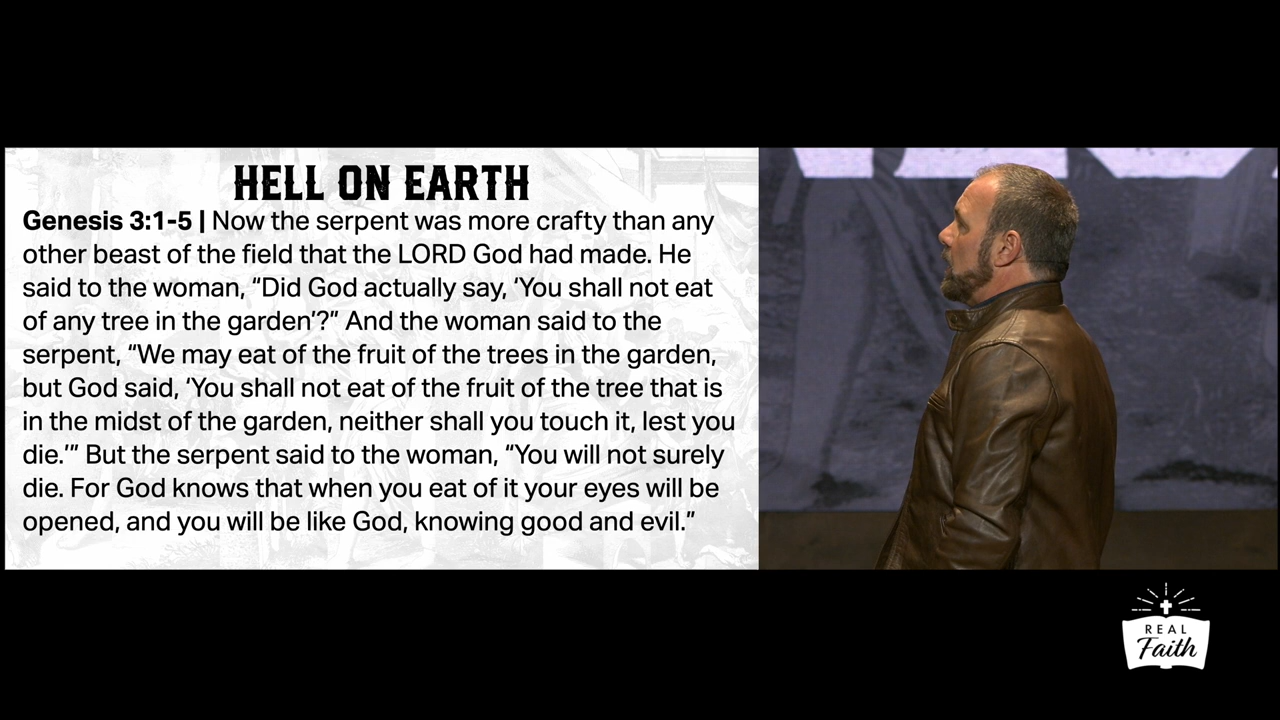 HELL ON EARTH
Genesis 3:1-5 | Now the serpent was more crafty than any
other beast of the field that the LORD God had made. He
said to the woman, “Did God actually say, ‘You shall not eat
of any tree in the garden’?” And the woman said to the
serpent, “We may eat of the fruit of the trees in the garden,
but God said, ‘You shall not eat of the fruit of the tree that is
in the midst of the garden, neither shall you touch it, lest you
die.’” But the serpent said to the woman, “You will not surely
die. For God knows that when you eat of it your eyes will be
opened, and you will be like God, knowing good and evil.”
REAL
Faith